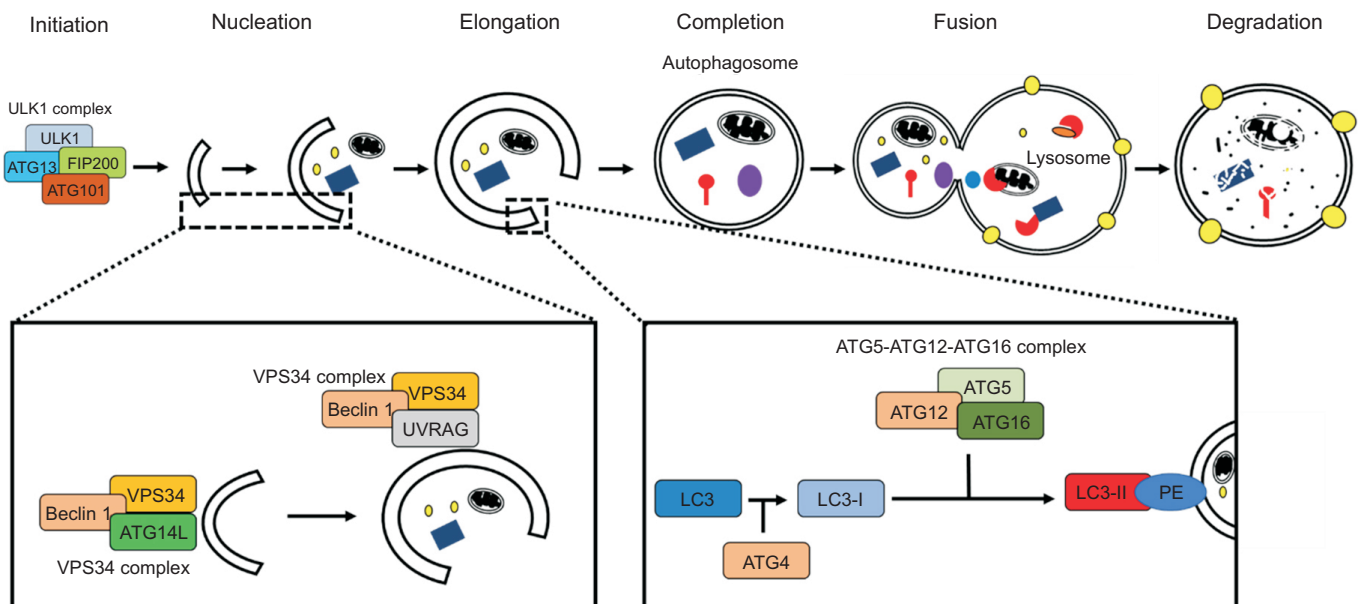 Initiation
Nucleation
Elongation
Completion
Fusion
Degradation
Autophagosome
ULK1 complex
ULK1
ATG13
FIP200
ATG101
Lysosome
VPS34 complex
VPS34
Beclin 1
UVRAG
VPS34
Beclin 1
ATG14L
VPS34 complex
ATG5-ATG12-ATG16 complex
ATG5
ATG12
ATG16
LC3
LC3-I
LC3-II
PE
ATG4